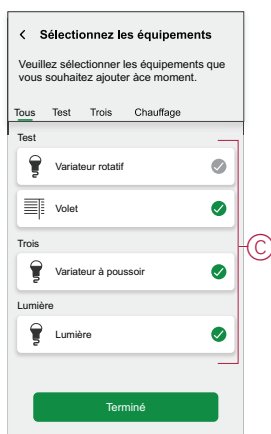 Sélectionnez les équipements
Veuillez sélectionner les équipements que
vous souhaitez ajouter àce moment.
Tous Test Trois Chauffage
Test
Variateur rotatif
Volet
Trois
Variateur à poussoir
Lumière
Lumière
Terminé
C